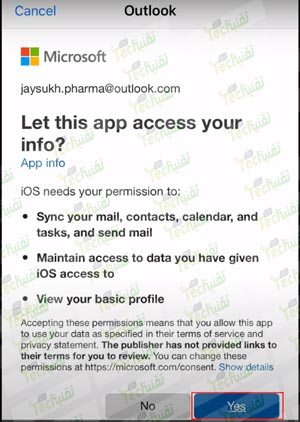 Cancel
Outlook
Microsoft
jaysukh.pharma@outlook.com
Let this app access your
info?
App info
iOS needs your permission to:
• Sync your mail, contacts, calendar, and
tasks, and send mail
• Maintain access to data you have given
iOS access to
• View your basic profile
Accepting these permissions means that you allow this app
to use your data as specified in their terms of service and
privacy statement. The publisher has not provided links to
their terms for you to review. You can change these
permissions at https://microsoft.com/consent. Show details
No
Yes